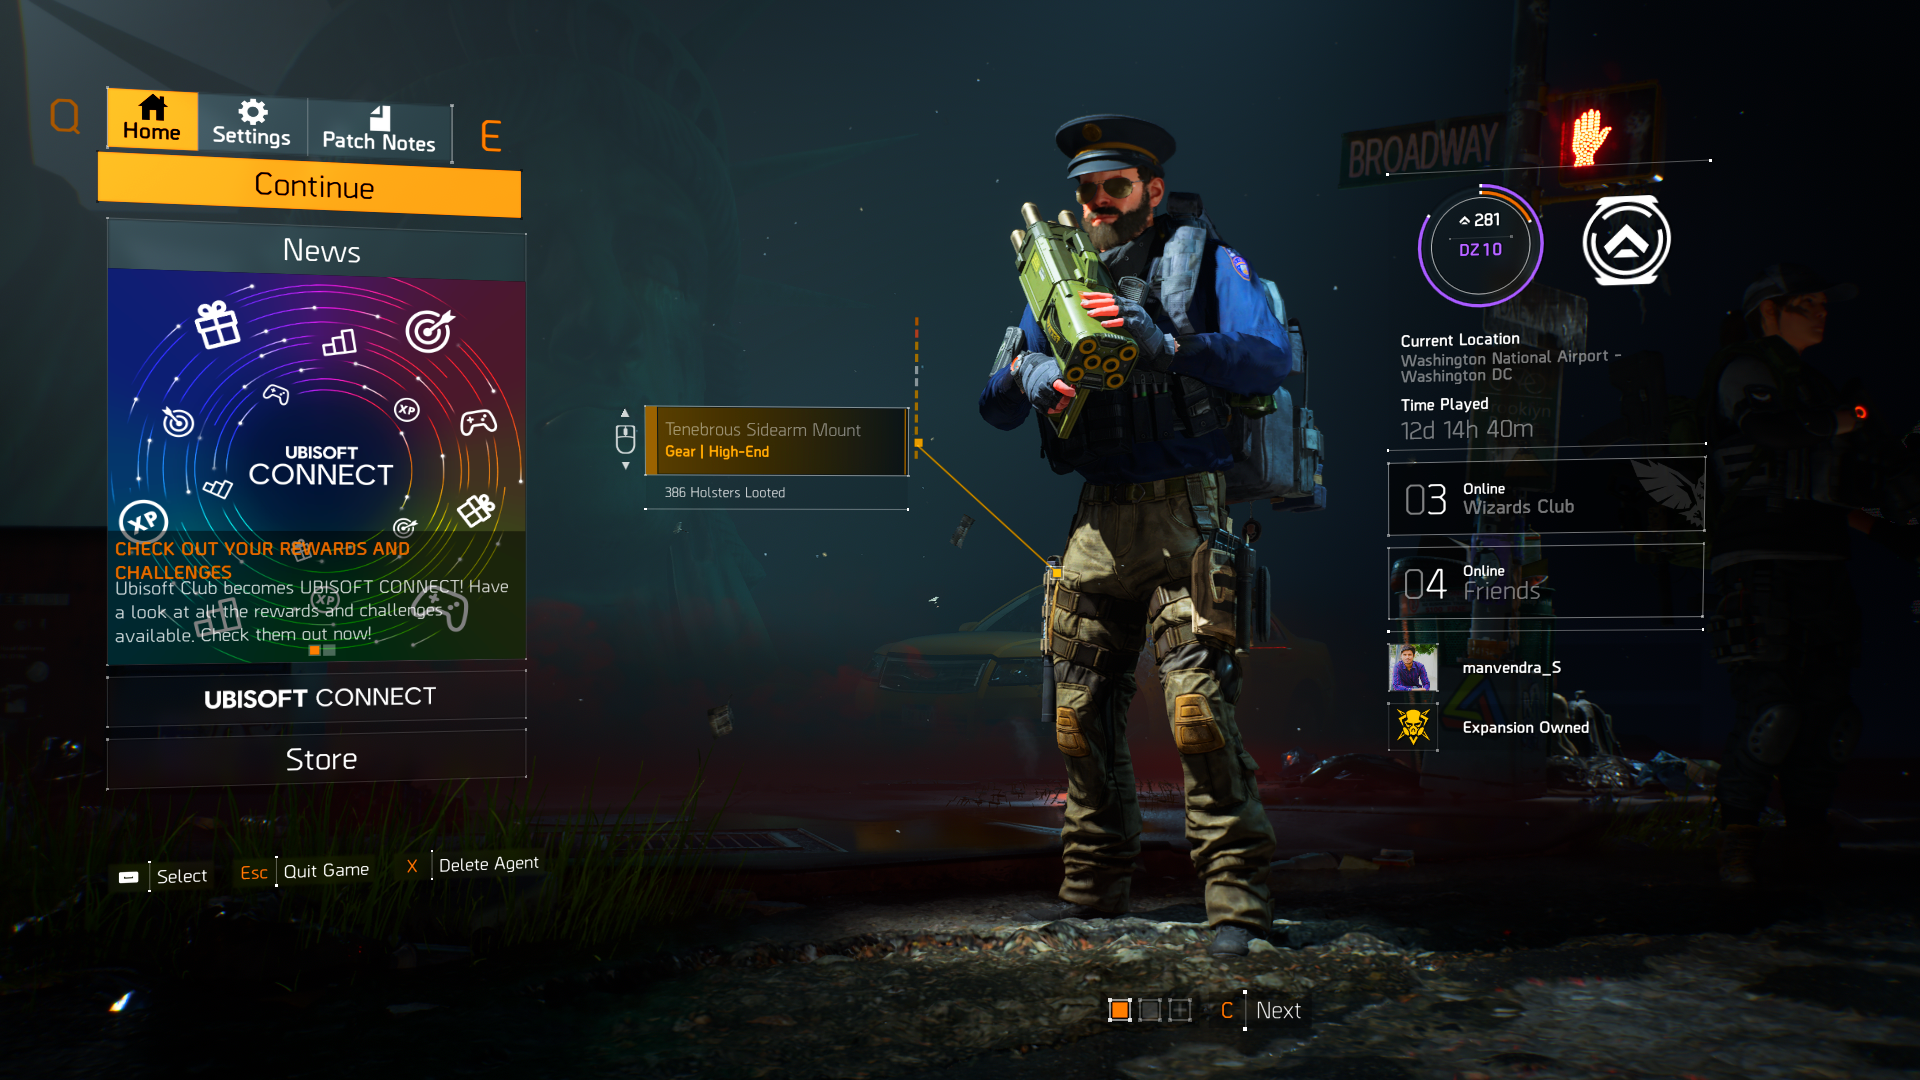 Q
Home
Settings
Patch Notes
E
Continue
News
XP
UBISOFT
CONNECT
XP
XP
CHECK OUT YOUR REWARDS AND
CHALLENGES
Ubisoft Club becomes UBISOFT CONNECT! Have
a look at all the rewards and challenges
available. Check them out now!
UBISOFT CONNECT
Store
Select
Esc Quit Game
X Delete Agent
Tenebrous Sidearm Mount
Gear | High-End
386 Holsters Looted
BROADWAY
281
DZ 10
Current Location
Washington National Airport -
Washington DC
Time Played
12d 14h 40m
03 Online
Wizards Club
04 Online
Friends
manvendra_S
Expansion Owned
C Next